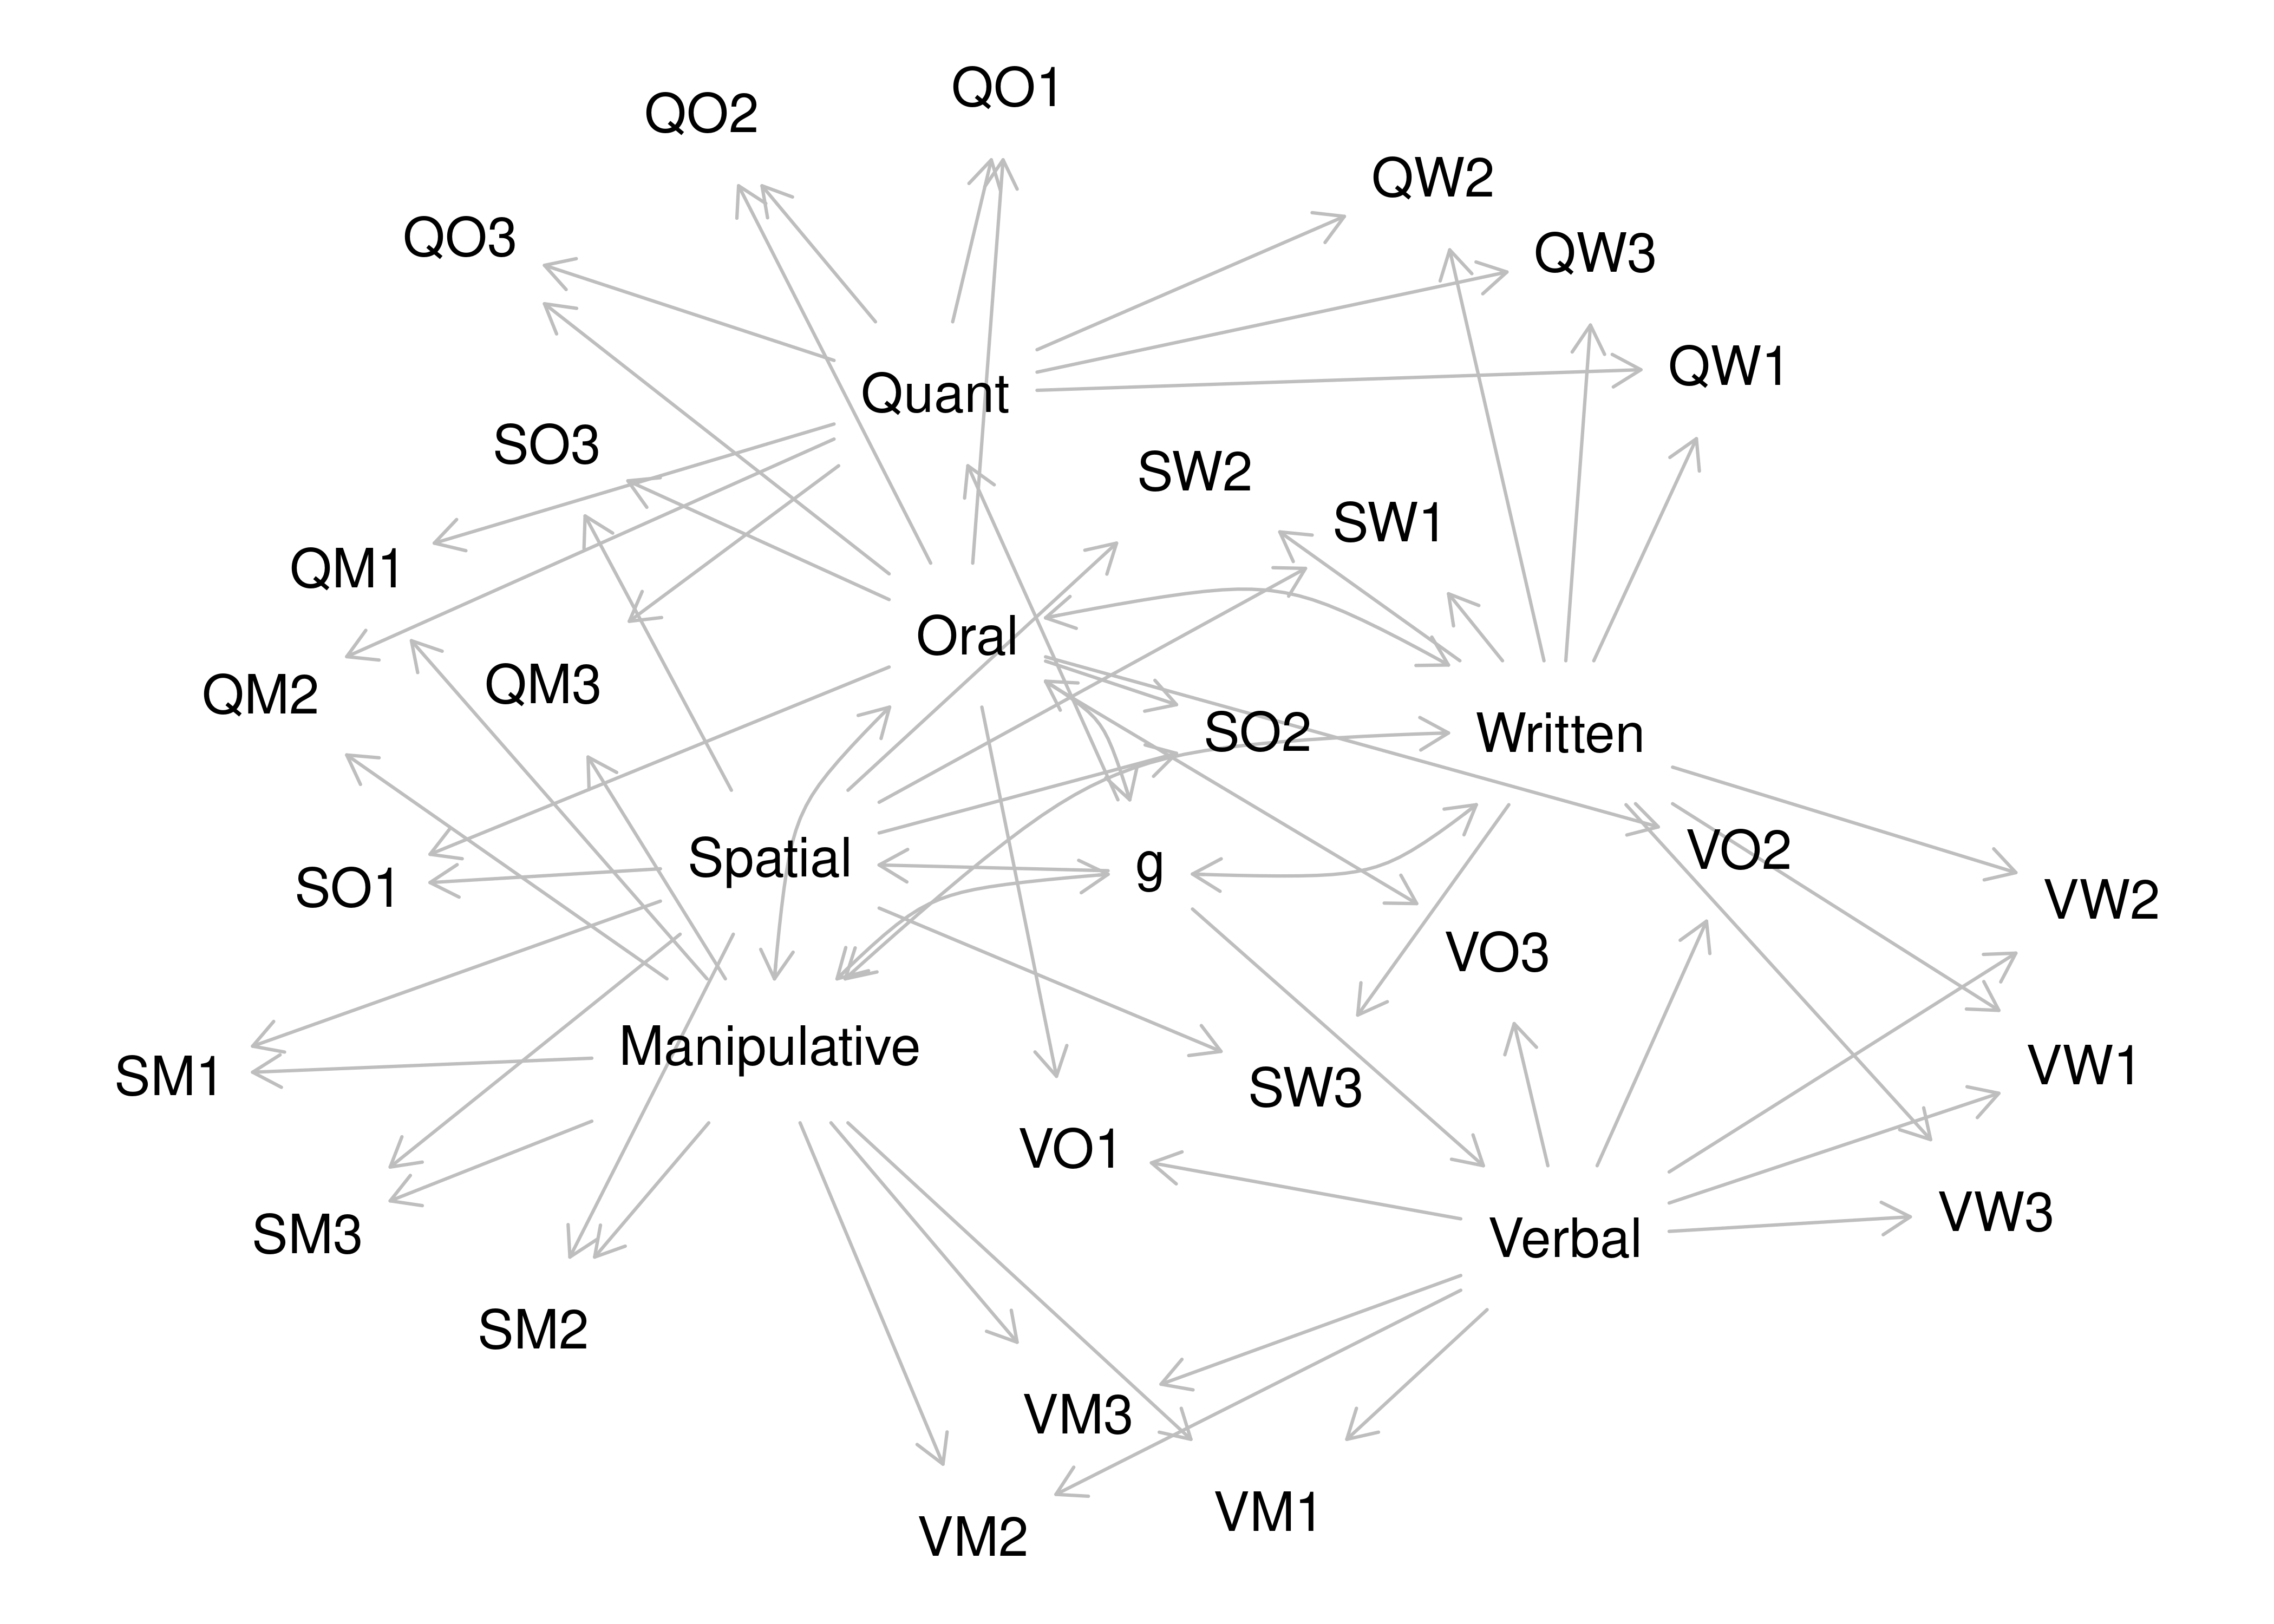 QO1
QO2
QW2
QO3
QW3
QW1
Quant
SO3
SW2
SW1
QM1
Oral
QM3
QM2
SO2
Written
VO2
Spatial
g
SO1
VW2
VO3
Manipulative
VW1
SM1
SW3
VO1
VW3
SM3
Verbal
SM2
VM3
VM1
VM2